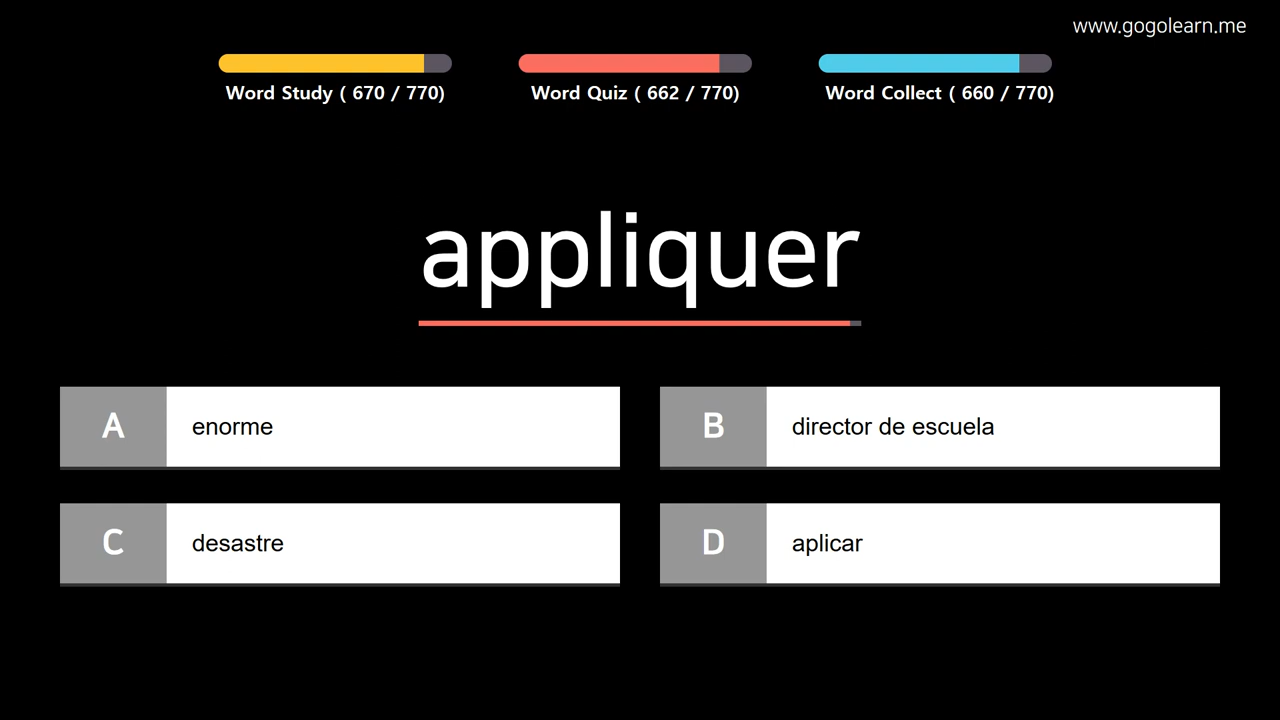 www.gogolearn.me
Word Study ( 670 / 770)
Word Quiz ( 662 / 770)
Word Collect ( 660 / 770)
appliquer
A enorme
B director de escuela
C desastre
D aplicar